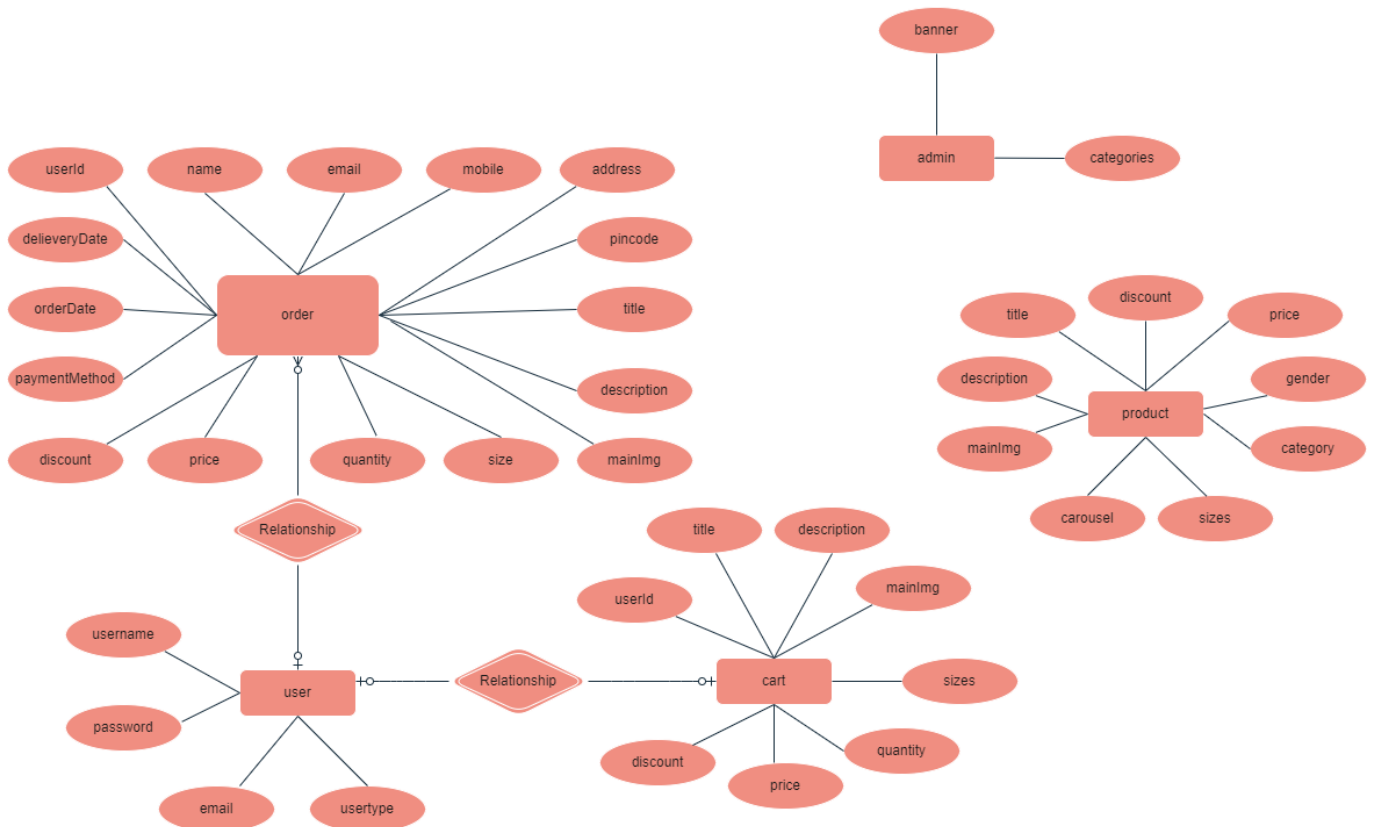 banner
admin
categories
userId
name
email
mobile
address
delieveryDate
pincode
orderDate
order
title
paymentMethod
description
discount
price
quantity
size
mainImg
title
discount
price
description
gender
product
mainImg
category
carousel
sizes
Relationship
title
description
userId
mainImg
username
user
Relationship
cart
sizes
password
discount
quantity
price
email
usertype